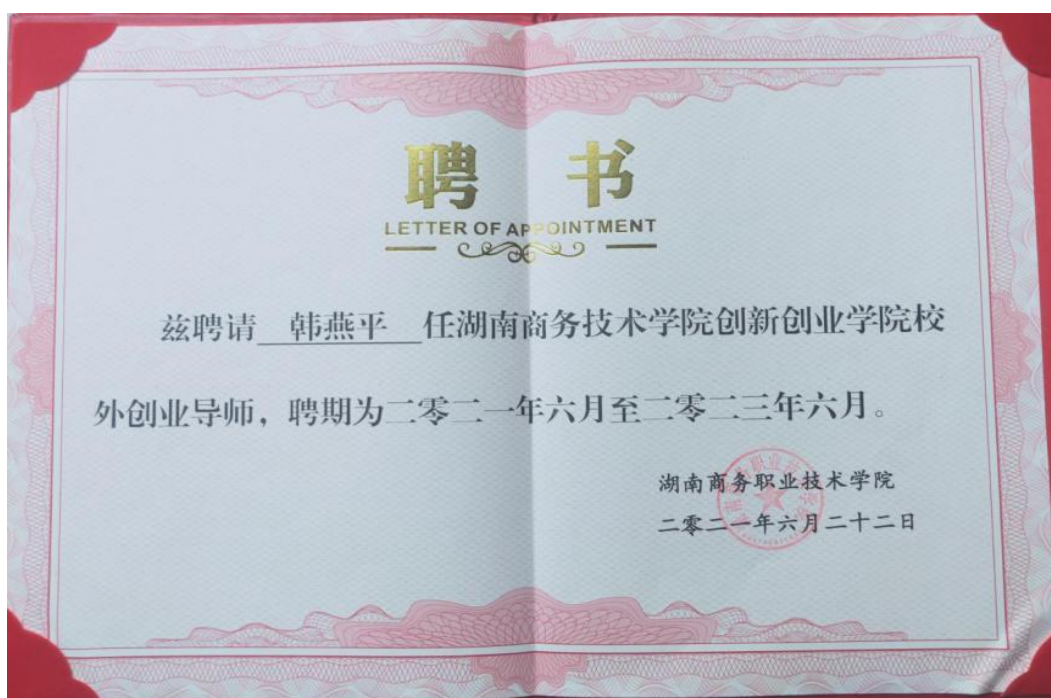 聘 书
LETTER OF APPOINTMENT
兹聘请 韩燕平 任湖南商务技术学院创新创业学院校
外创业导师，聘期为二零二一年六月至二零二三年六月。
湖南商务职业技术学院
二零二一年六月二十二日